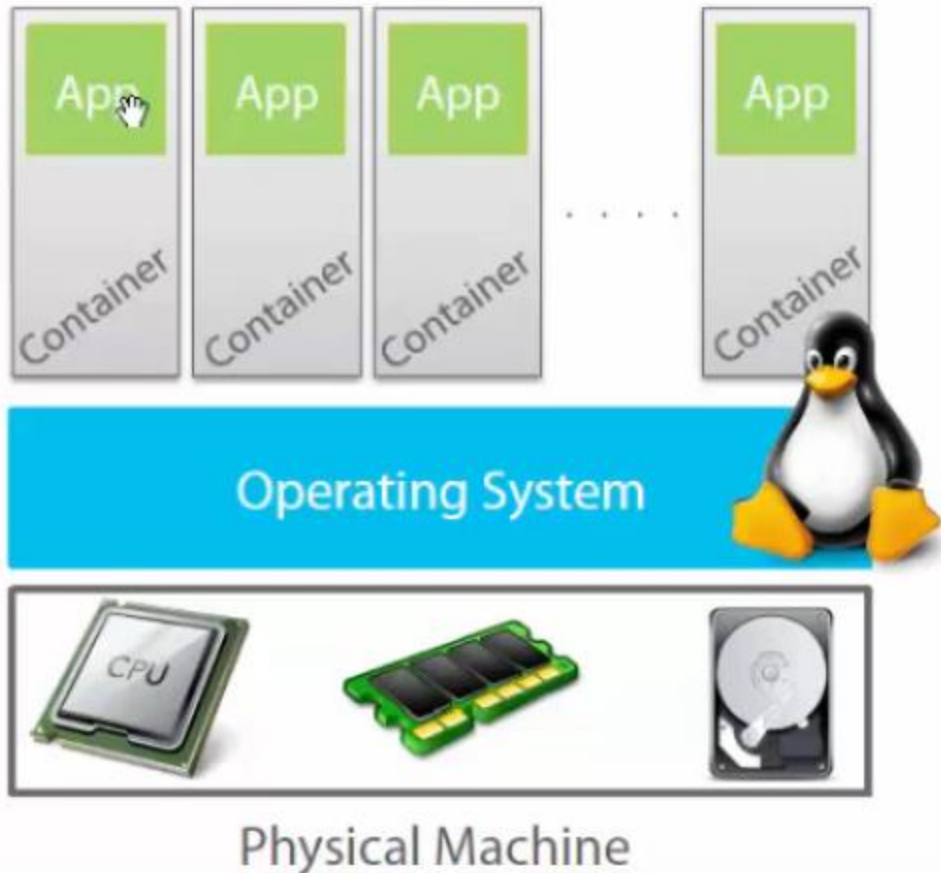 App
App
App
App
Container
Container
Container
Container
Operating System
CPU
Physical Machine